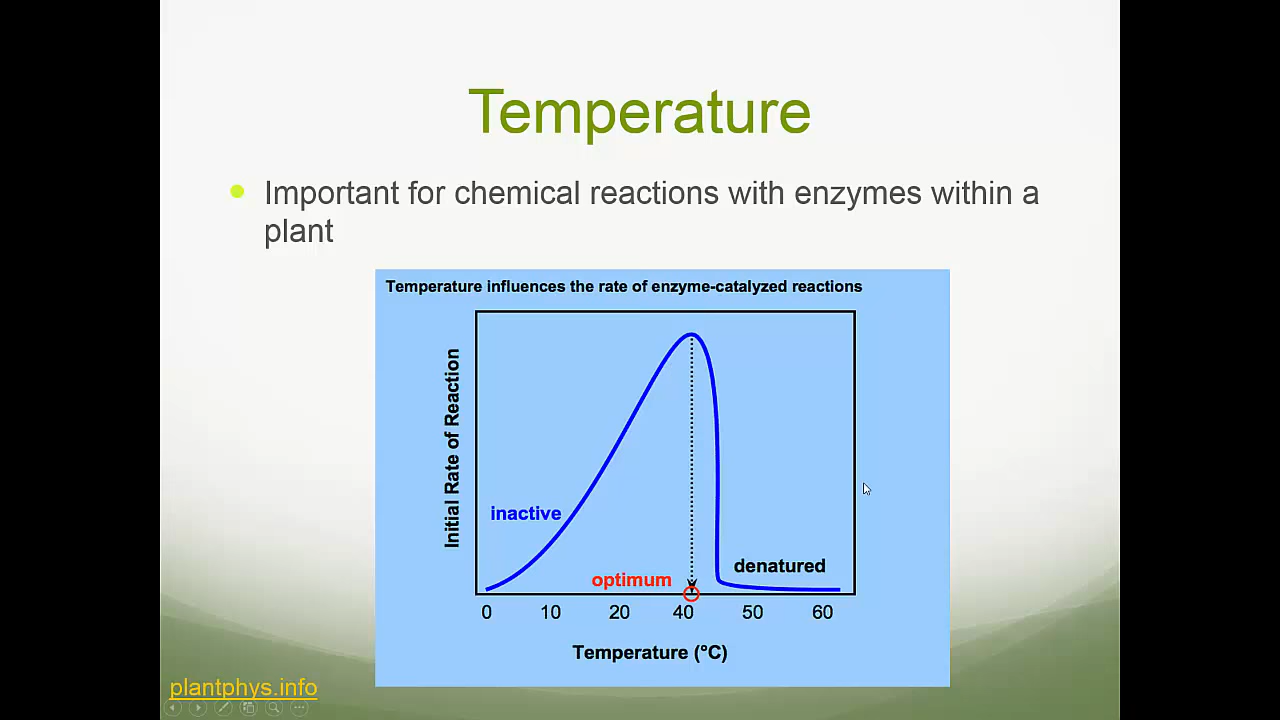 Temperature
Important for chemical reactions with enzymes within a
plant
Temperature influences the rate of enzyme-catalyzed reactions
Initial Rate of Reaction
inactive
optimum
denatured
0 10 20 40 50 60
Temperature (°C)
plantphys.info